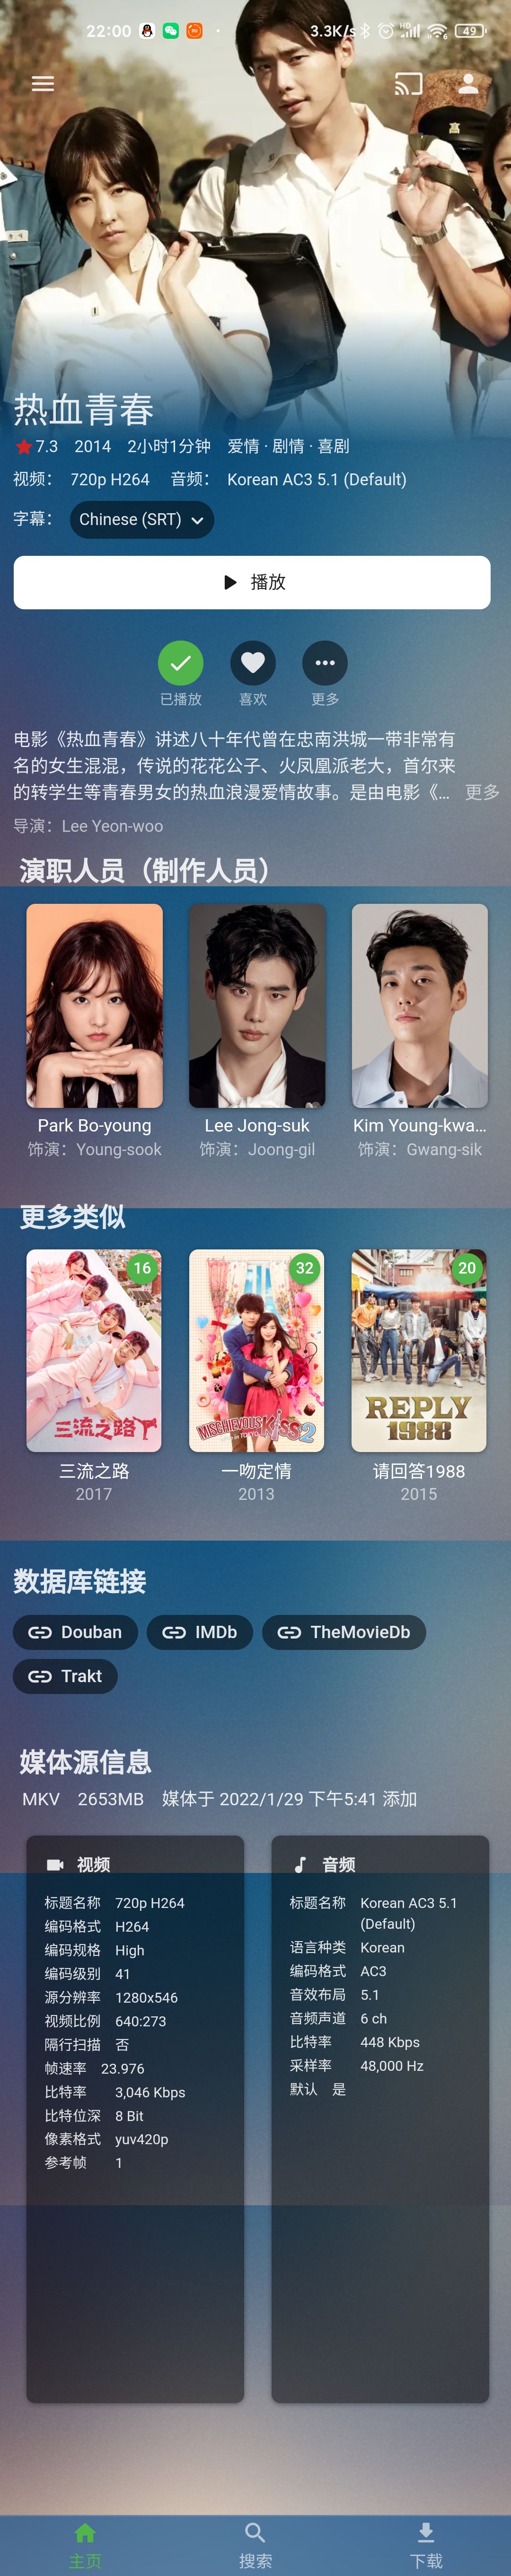 22:00
3.3K/s
HD
6
49
热血青春
7.3 2014 2小时1分钟 爱情 · 剧情 · 喜剧
视频： 720p H264 音频： Korean AC3 5.1 (Default)
字幕： Chinese (SRT)
播放
已播放 喜欢 更多
电影《热血青春》讲述八十年代曾在忠南洪城一带非常有
名的女生混混，传说的花花公子、火凤凰派老大，首尔来
的转学生等青春男女的热血浪漫爱情故事。是由电影《... 更多
导演：Lee Yeon-woo
演职人员（制作人员）
Park Bo-young Lee Jong-suk Kim Young-kwa...
饰演：Young-sook 饰演：Joong-gil 饰演：Gwang-sik
更多类似
16 32 20
三流之路
MISCHIEVOUS KISS 2
REPLY
1988
三流之路 一吻定情 请回答1988
2017 2013 2015
数据库链接
Douban IMDb TheMovieDb
Trakt
媒体源信息
MKV 2653MB 媒体于 2022/1/29 下午5:41 添加
视频
标题名称 720p H264
编码格式 H264
编码规格 High
编码级别 41
源分辨率 1280x546
视频比例 640:273
隔行扫描 否
帧速率 23.976
比特率 3,046 Kbps
比特位深 8 Bit
像素格式 yuv420p
参考帧 1
音频
标题名称 Korean AC3 5.1
(Default)
语言种类 Korean
编码格式 AC3
音效布局 5.1
音频声道 6 ch
比特率 448 Kbps
采样率 48,000 Hz
默认 是
主页 搜索 下载